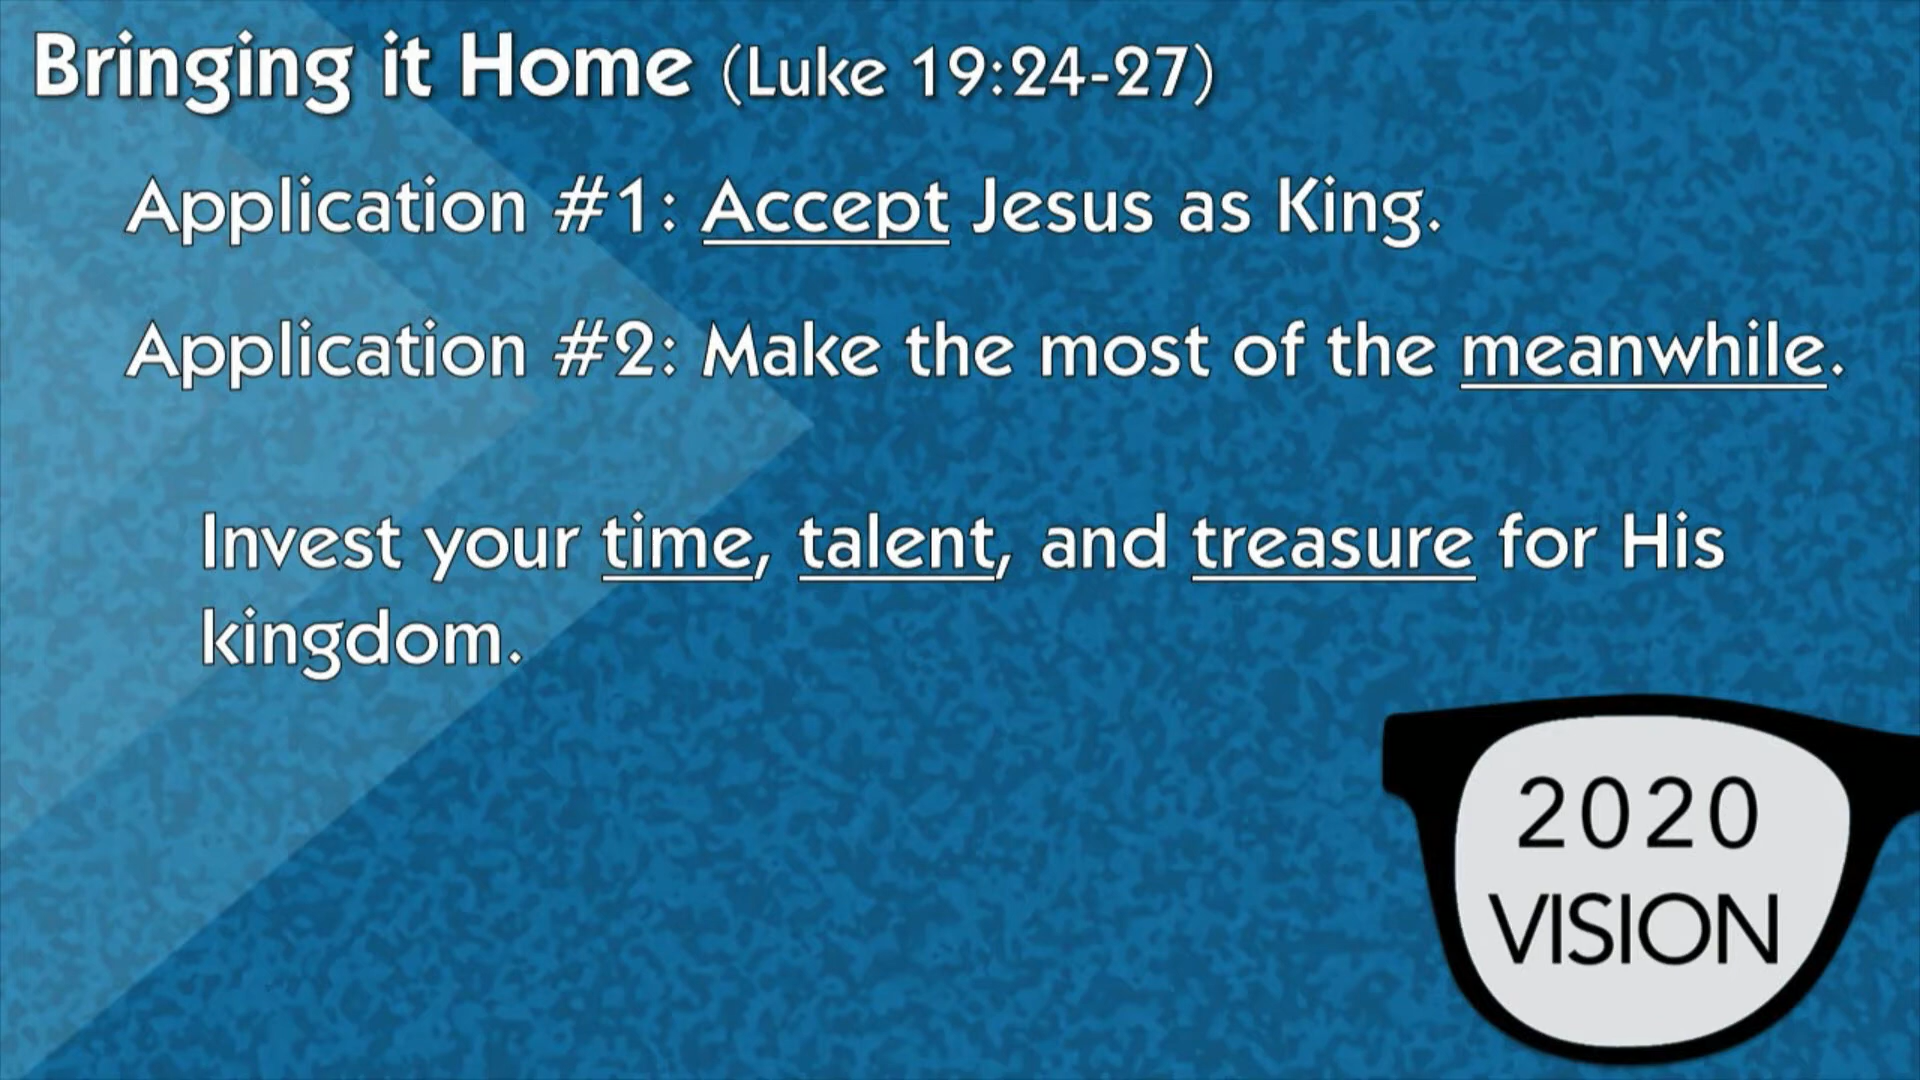 Bringing it Home (Luke 19:24-27)
Application #1: Accept Jesus as King.
Application #2: Make the most of the meanwhile.
Invest your time, talent, and treasure for His
kingdom.
2020
VISION